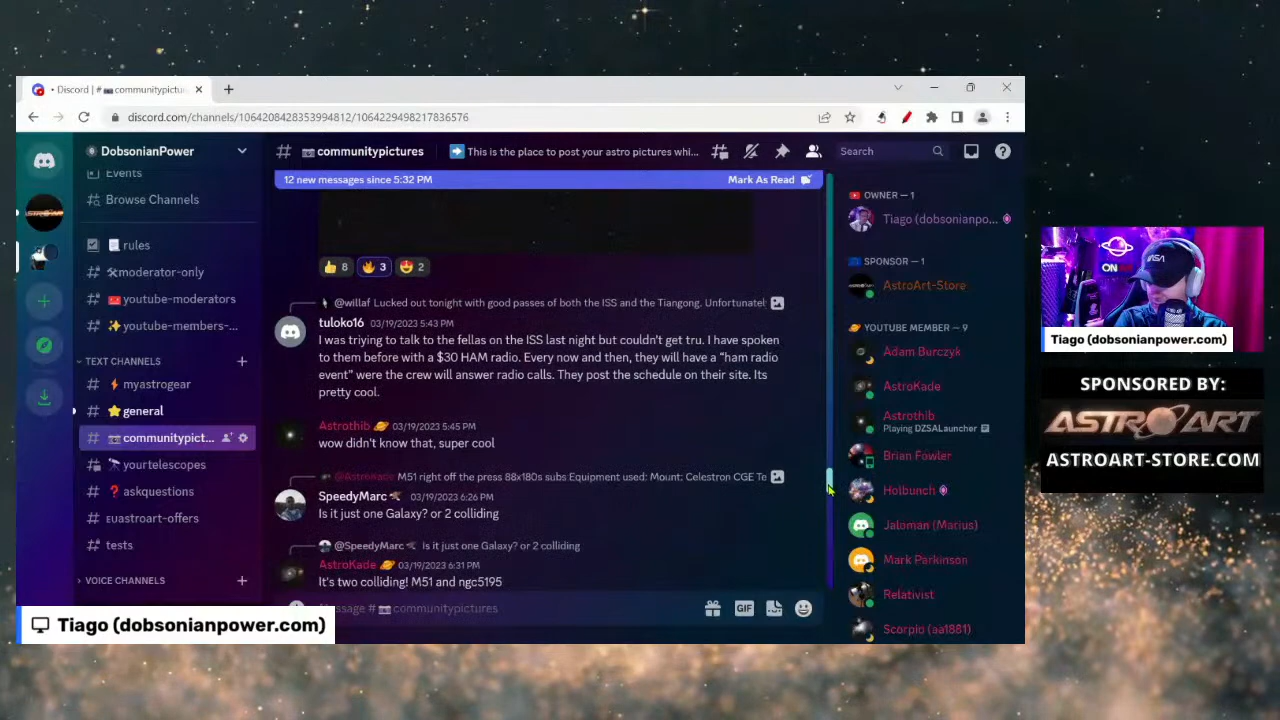 Discord | # communitypictur
discord.com/channels/1064208428353994812/1064229498217836576
DobsonianPower
Events
Browse Channels
rules
moderator-only
youtube-moderators
youtube-members-...
TEXT CHANNELS
myastrogear
general
communitypict...
yourtelescopes
askquestions
astroart-offers
tests
VOICE CHANNELS
Tiago (dobsonianpower.com)
# communitypictures
This is the place to post your astro pictures whi...
Search
12 new messages since 5:32 PM
Mark As Read
8
3
2
@willaf Lucked out tonight with good passes of both the ISS and the Tiangong. Unfortunatel
tuloko16 03/19/2023 5:43 PM
I was trying to talk to the fellas on the ISS last night but couldn't get tru. I have spoken
to them before with a $30 HAM radio. Every now and then, they will have a "ham radio
event" were the crew will answer radio calls. They post the schedule on their site. Its
pretty cool.
Astrothib 03/19/2023 5:45 PM
wow didn't know that, super cool
M51 right off the press 88x180s subs Equipment used: Mount: Celestron CGE Te
SpeedyMarc 03/19/2023 6:26 PM
Is it just one Galaxy? or 2 colliding
@SpeedyMarc Is it just one Galaxy? or 2 colliding
AstroKade 03/19/2023 6:31 PM
It's two colliding! M51 and ngc5195
Message # communitypictures
GIF
OWNER — 1
Tiago (dobsonianpo...
SPONSOR — 1
AstroArt-Store
YOUTUBE MEMBER — 9
Adam Burczyk
AstroKade
Astrothib
Playing DZSALauncher
Brian Fowler
Holbunch
Jaloman (Marius)
Mark Parkinson
Relativist
Scorpio (aa1881)
ON
NASA
Tiago (dobsonianpower.com)
SPONSORED BY:
ASTROART
ASTROART-STORE.COM